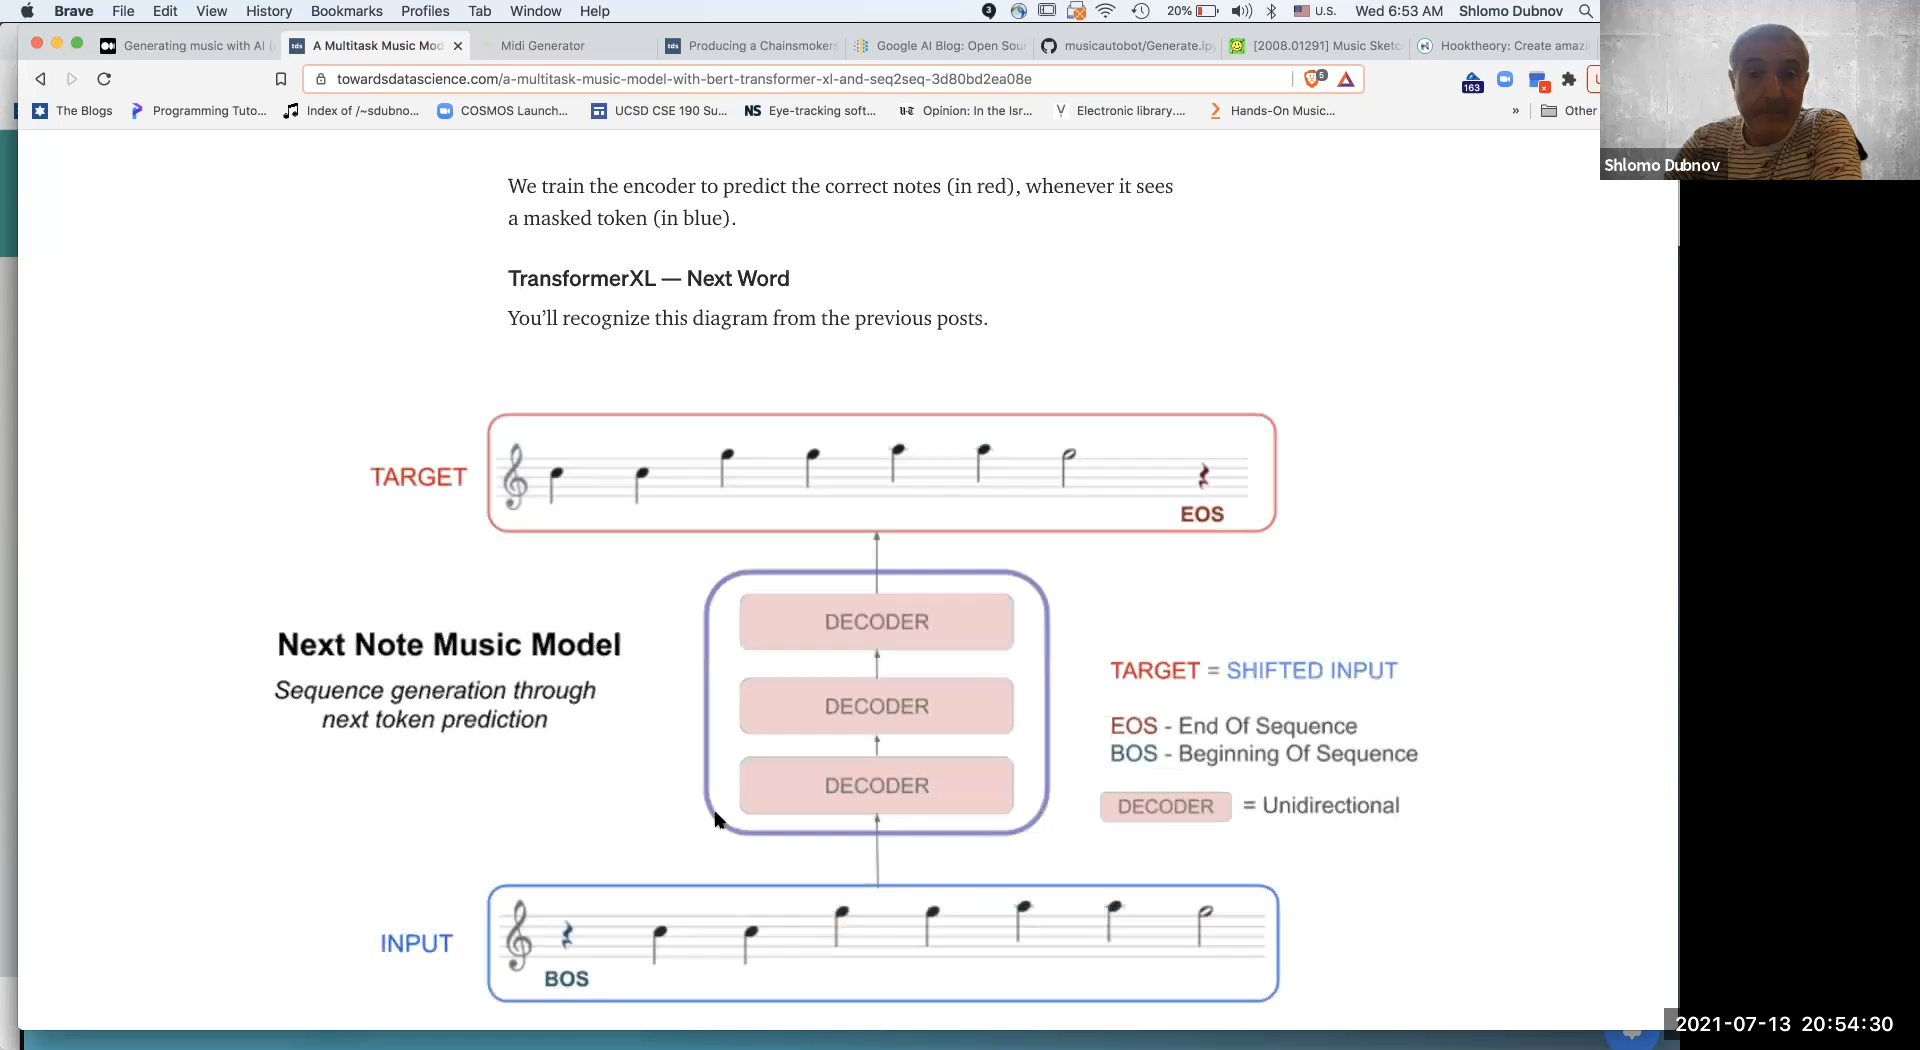 Brave File Edit View History Bookmarks Profiles Tab Window Help 3 20% U.S. Wed 6:53 AM Shlomo Dubnov
Generating music with AI tds A Multitask Music Mod Midi Generator tds Producing a Chainsmokers Google AI Blog: Open Sour musicautobot/Generate.ip [2008.01291] Music Sketc Hooktheory: Create amazi
towardsdatascience.com/a-multitask-music-model-with-bert-transformer-xl-and-seq2seq-3d80bd2ea08e 5 163
The Blogs Programming Tuto... Index of /~sdubno... COSMOS Launch... UCSD CSE 190 Su... NS Eye-tracking soft... Opinion: In the Isr... Electronic library.... Hands-On Music... » Other
Shlomo Dubnov
We train the encoder to predict the correct notes (in red), whenever it sees
a masked token (in blue).
TransformerXL — Next Word
You’ll recognize this diagram from the previous posts.
TARGET
EOS
DECODER
Next Note Music Model
Sequence generation through
next token prediction
DECODER
DECODER
TARGET = SHIFTED INPUT
EOS - End Of Sequence
BOS - Beginning Of Sequence
DECODER = Unidirectional
INPUT
BOS
2021-07-13 20:54:30